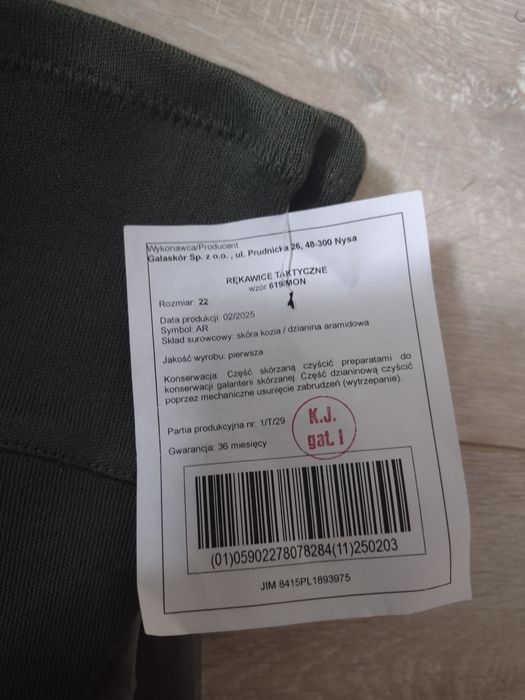 Wykonawca/Producent
Galaskór Sp. z o.o. , ul. Prudnicka 26, 48-300 Nysa
RĘKAWICE TAKTYCZNE
wzór 619/MON
Rozmiar: 22
Data produkcji: 02/2025
Symbol: AR
Skład surowcowy: skóra kozia / dzianina aramidowa
Jakość wyrobu: pierwsza
Konserwacja: Część skórzaną czyścić preparatami do
konserwacji galanterii skórzanej. Część dzianinową czyścić
poprzez mechaniczne usunięcie zabrudzeń (wytrzepanie).
Partia produkcyjna nr: 1/T/29
Gwarancja: 36 miesięcy
K.J.
gat. I
(01)05902278078284(11)250203
JIM 8415PL1893975